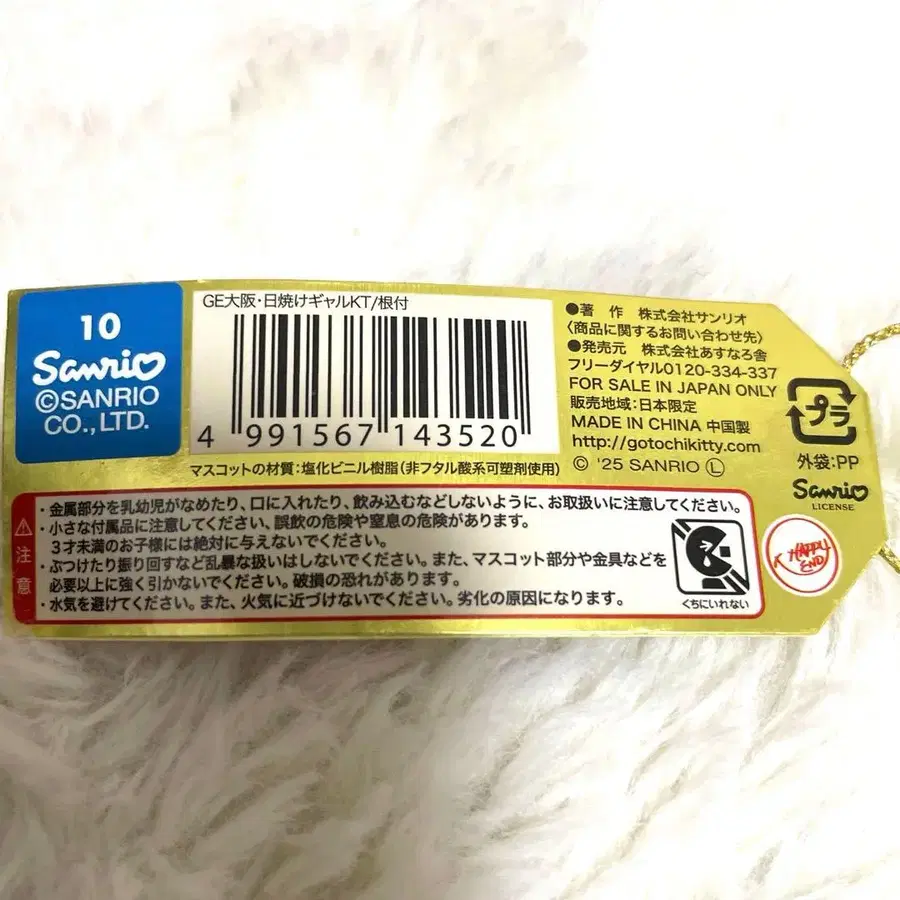 10
Sanrio
©SANRIO
CO.,LTD.
GE大阪・日焼けギャルKT/根付
4 991567 143520
マスコットの材質：塩化ビニル樹脂（非フタル酸系可塑剤使用）
●著 作 株式会社サンリオ
〈商品に関するお問い合わせ先〉
●発売元 株式会社あすなろ舎
フリーダイヤル0120-334-337
FOR SALE IN JAPAN ONLY
販売地域：日本限定
MADE IN CHINA 中国製
http://gotochikitty.com
© '25 SANRIO Ⓛ
プラ
外袋：PP
Sanrio
LICENSE
HAPPY
END
注意
・金属部分を乳幼児がなめたり、口に入れたり、飲み込むなどしないように、お取扱いに注意してください。
・小さな付属品に注意してください、誤飲の危険や窒息の危険があります。
3才未満のお子様には絶対に与えないでください。
・ぶつけたり振り回すなど乱暴な扱いはしないでください。また、マスコット部分や金具などを
必要以上に強く引かないでください。破損の恐れがあります。
・水気を避けてください。また、火気に近づけないでください。劣化の原因になります。
くちにいれない